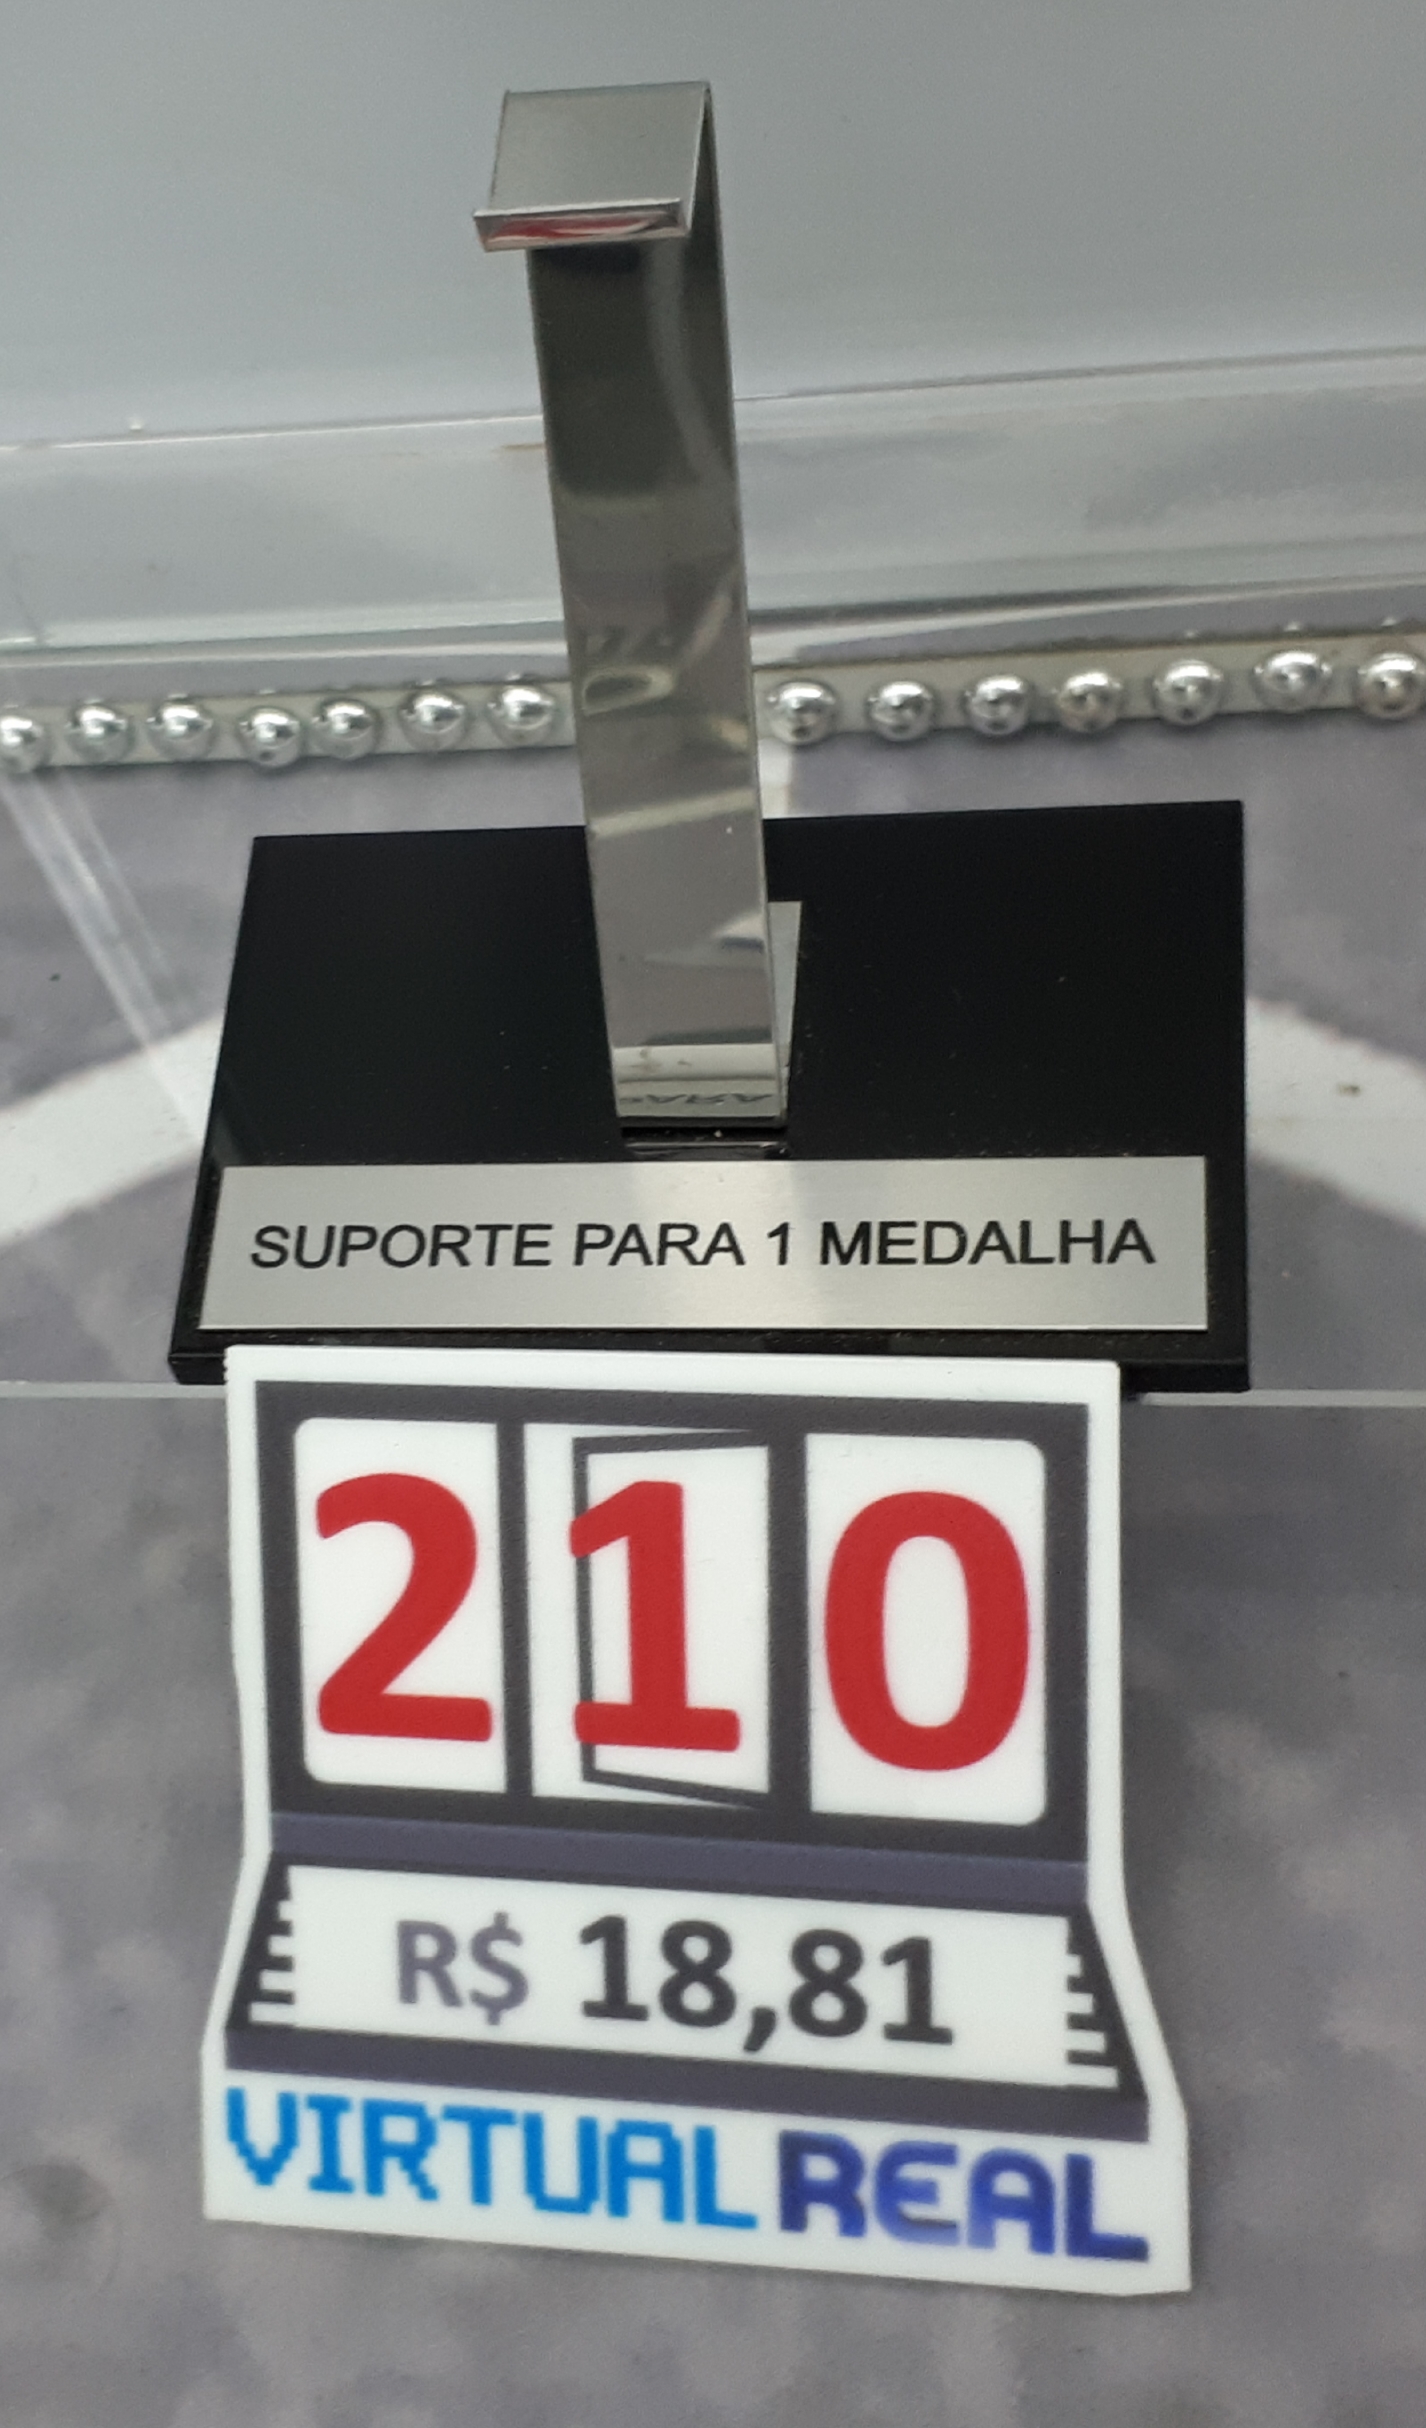 SUPORTE PARA 1 MEDALHA
210
R$ 18,81
VIRTUAL REAL